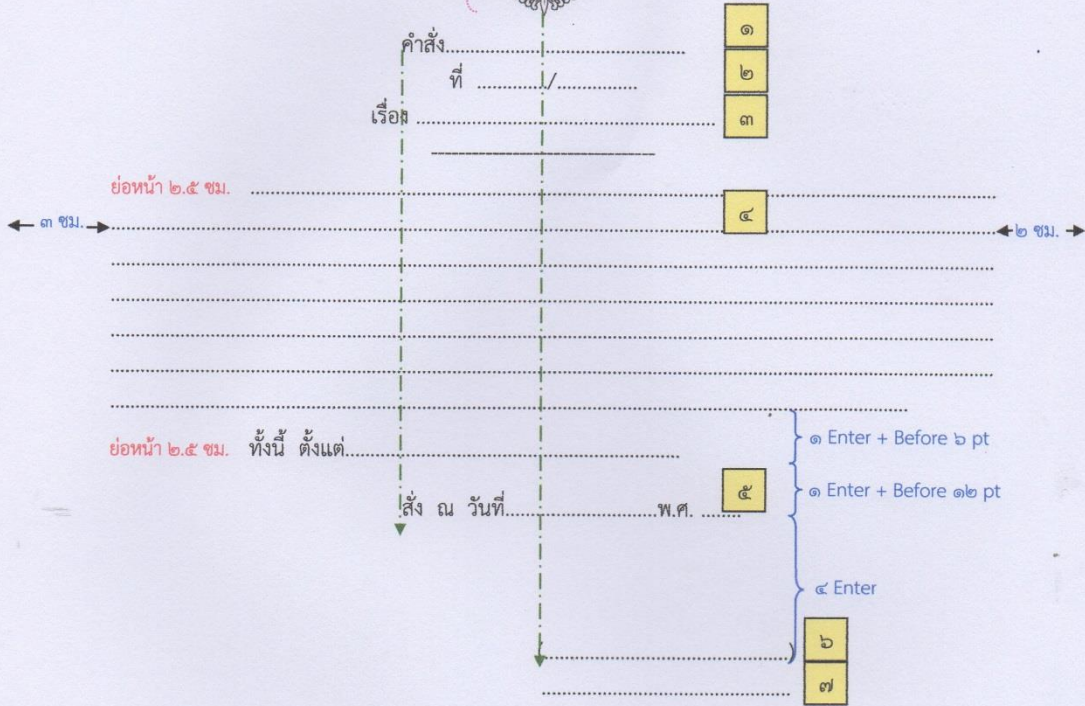 คำสั่ง............................................... ๑
ที่ ............../................ ๒
เรื่อง ............................................................ ๓
---------------------------------------------
ย่อหน้า ๒.๕ ซม. ................................................................................
๔
๓ ซม. ................................................................................ ๒ ซม.
................................................................................
................................................................................
................................................................................
................................................................................
................................................................................
๑ Enter + Before ๖ pt
ย่อหน้า ๒.๕ ซม. ทั้งนี้ ตั้งแต่..................................................................
๑ Enter + Before ๑๒ pt
๕
สั่ง ณ วันที่..............................พ.ศ. ........
๔ Enter
(..................................................) ๖
.................................................. ๗